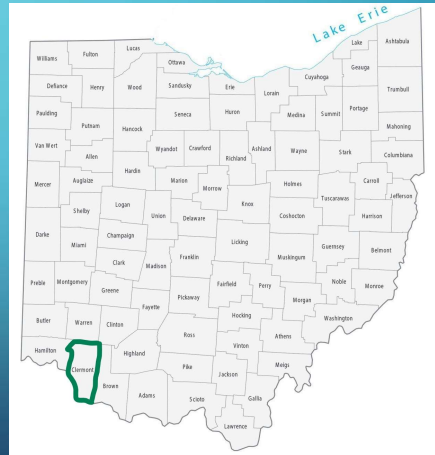 Lake Erie
Williams
Fulton
Lucas
Ottawa
Lake
Ashtabula
Geauga
Cuyahoga
Defiance
Henry
Wood
Sandusky
Erie
Lorain
Trumbull
Paulding
Seneca
Huron
Medina
Summit
Portage
Putnam
Hancock
Mahoning
Van Wert
Allen
Wyandot
Crawford
Richland
Ashland
Wayne
Stark
Columbiana
Hardin
Mercer
Auglaize
Marion
Morrow
Holmes
Carroll
Jefferson
Tuscarawas
Shelby
Logan
Union
Delaware
Knox
Coshocton
Harrison
Darke
Miami
Champaign
Licking
Guernsey
Belmont
Clark
Madison
Franklin
Muskingum
Preble
Montgomery
Greene
Fairfield
Perry
Noble
Monroe
Fayette
Pickaway
Morgan
Butler
Warren
Clinton
Hocking
Washington
Ross
Athens
Hamilton
Clermont
Highland
Vinton
Meigs
Brown
Adams
Pike
Jackson
Scioto
Gallia
Lawrence